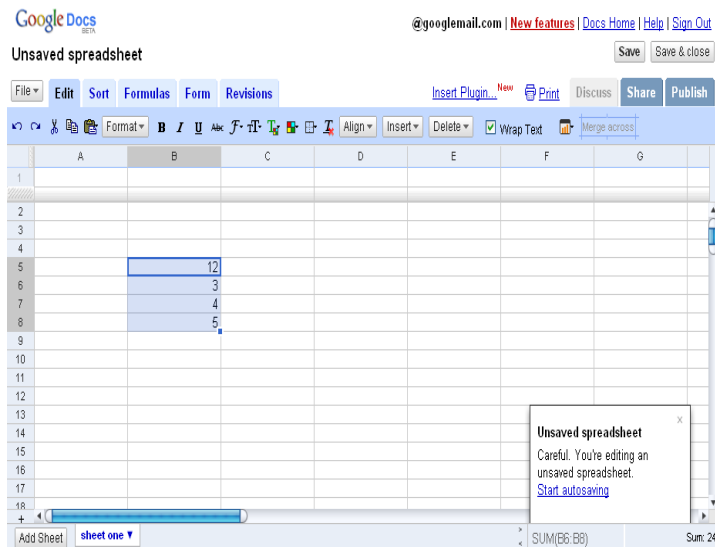 Google Docs
BETA
@googlemail.com | New features | Docs Home | Help | Sign Out
Unsaved spreadsheet
Save Save & close
File Edit Sort Formulas Form Revisions Insert Plugin... New Print Discuss Share Publish
Format B I U Abc F T T T Align Insert Delete Wrap Text Merge across
A B C D E F G
1
2
3
4
5 12
6 3
7 4
8 5
9
10
11
12
13
14 Unsaved spreadsheet x
15 Careful. You're editing an
16 unsaved spreadsheet.
17 Start autosaving
18
+
Add Sheet sheet one SUM(B6:B8) Sum: 24